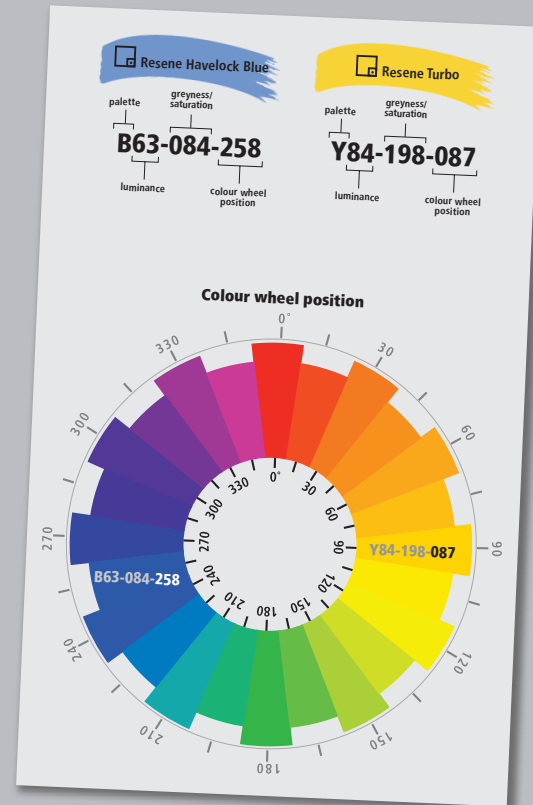 Resene Havelock Blue
palette
greyness/
saturation
B63-084-258
luminance
colour wheel
position
Resene Turbo
palette
greyness/
saturation
Y84-198-087
luminance
colour wheel
position
Colour wheel position
0°
30
60
90
120
150
180
210
240
270
300
330
0°
30
60
90
120
150
180
210
240
270
300
330
Y84-198-087
B63-084-258